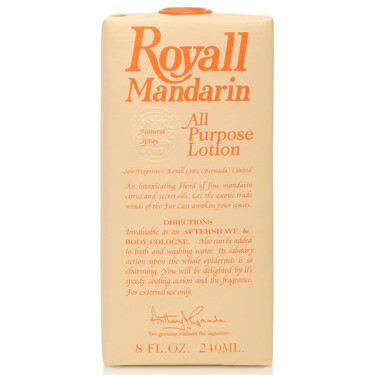 Royall
Mandarin
All
Purpose
Lotion
Natural
Spray
Sole Proprietor: Royall Lyme (Bermuda) Limited
An intoxicating blend of fine mandarin
citrus and secret oils. Let the exotic trade
winds of the Far East awaken your senses.
DIRECTIONS
Invaluable as an AFTERSHAVE &
BODY COLOGNE. Also can be added
to bath and washing water. Its salutary
action upon the whole epidermis is so
charming. You will be delighted by it's
speedy cooling action and the fragrance.
For external use only.
Not genuine without the signature.
8 FL.OZ. 240ML.